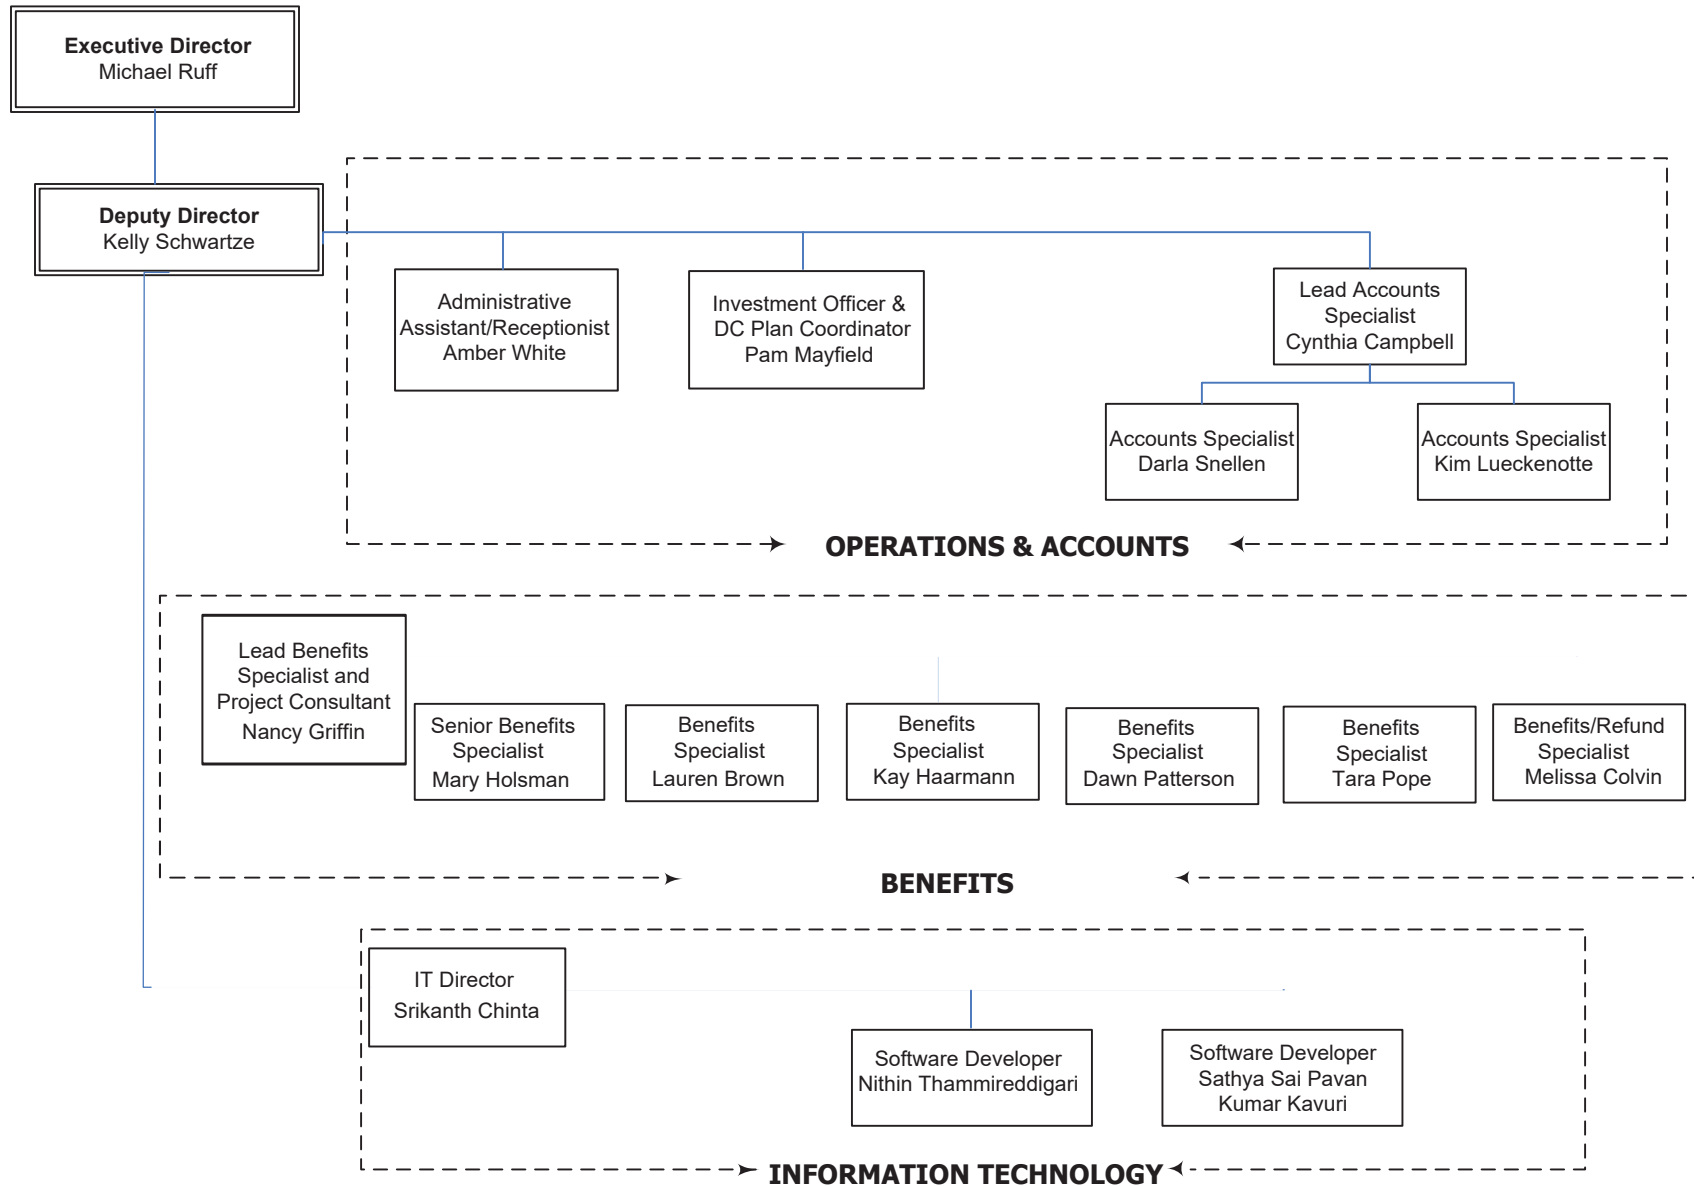 Executive Director
Michael Ruff
Deputy Director
Kelly Schwartze
Administrative
Assistant/Receptionist
Amber White
Investment Officer &
DC Plan Coordinator
Pam Mayfield
Lead Accounts
Specialist
Cynthia Campbell
Accounts Specialist
Darla Snellen
Accounts Specialist
Kim Lueckenotte
OPERATIONS & ACCOUNTS
Lead Benefits
Specialist and
Project Consultant
Nancy Griffin
Senior Benefits
Specialist
Mary Holsman
Benefits
Specialist
Lauren Brown
Benefits
Specialist
Kay Haarmann
Benefits
Specialist
Dawn Patterson
Benefits
Specialist
Tara Pope
Benefits/Refund
Specialist
Melissa Colvin
BENEFITS
IT Director
Srikanth Chinta
Software Developer
Nithin Thammireddigari
Software Developer
Sathya Sai Pavan
Kumar Kavuri
INFORMATION TECHNOLOGY